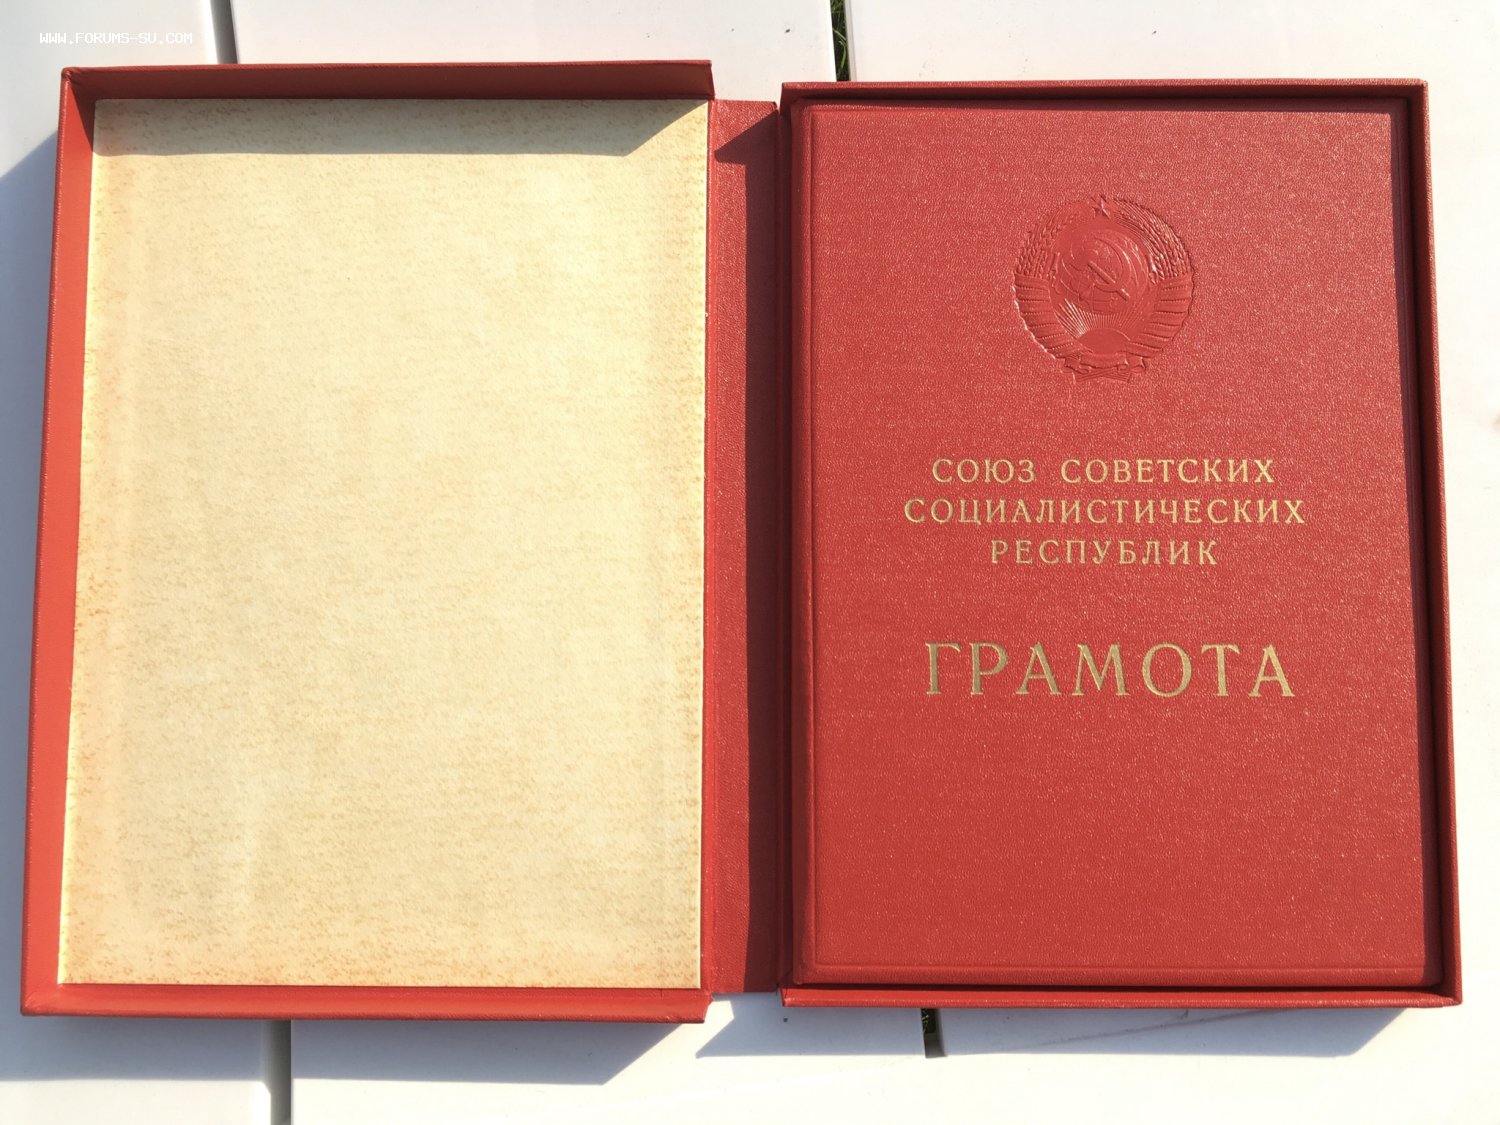 WWW.FORUMS-SU.COM
СОЮЗ СОВЕТСКИХ
СОЦИАЛИСТИЧЕСКИХ
РЕСПУБЛИК
ГРАМОТА